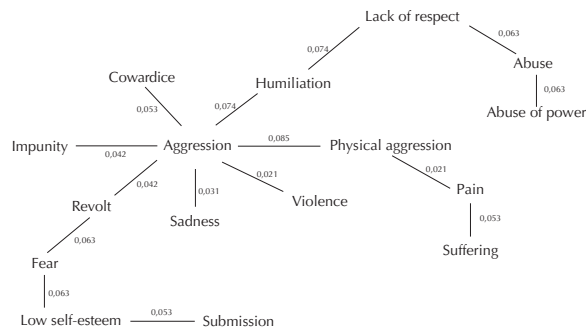 Lack of respect
0,063
0,074
Abuse
Cowardice
Humiliation
0,063
0,053
0,074
Abuse of power
Impunity
0,042
Aggression
0,085
Physical aggression
0,042
0,021
0,021
0,031
Pain
Revolt
Violence
Sadness
0,053
0,063
Suffering
Fear
0,063
Low self-esteem
0,053
Submission